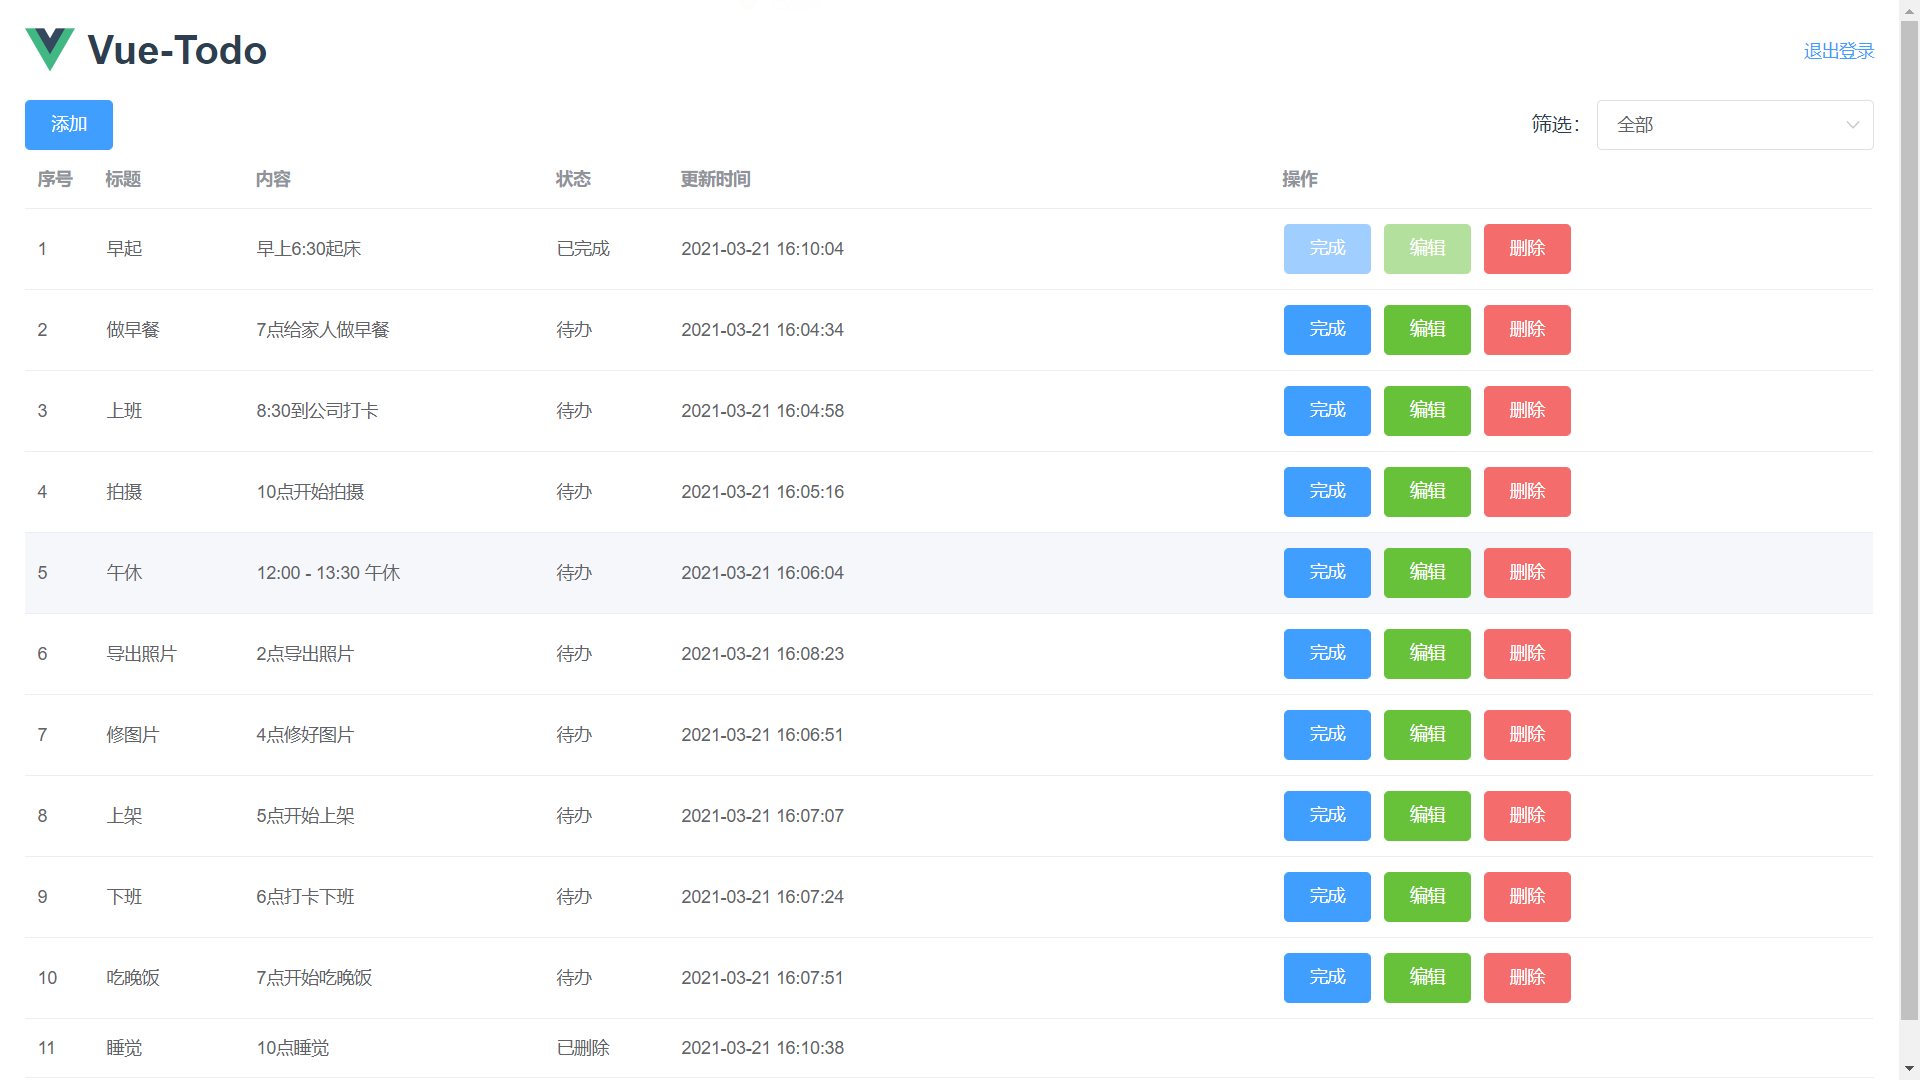 Vue-Todo
退出登录
添加
筛选： 全部
序号 标题 内容 状态 更新时间 操作
1 早起 早上6:30起床 已完成 2021-03-21 16:10:04 完成 编辑 删除
2 做早餐 7点给家人做早餐 待办 2021-03-21 16:04:34 完成 编辑 删除
3 上班 8:30到公司打卡 待办 2021-03-21 16:04:58 完成 编辑 删除
4 拍摄 10点开始拍摄 待办 2021-03-21 16:05:16 完成 编辑 删除
5 午休 12:00 - 13:30 午休 待办 2021-03-21 16:06:04 完成 编辑 删除
6 导出照片 2点导出照片 待办 2021-03-21 16:08:23 完成 编辑 删除
7 修图片 4点修好图片 待办 2021-03-21 16:06:51 完成 编辑 删除
8 上架 5点开始上架 待办 2021-03-21 16:07:07 完成 编辑 删除
9 下班 6点打卡下班 待办 2021-03-21 16:07:24 完成 编辑 删除
10 吃晚饭 7点开始吃晚饭 待办 2021-03-21 16:07:51 完成 编辑 删除
11 睡觉 10点睡觉 已删除 2021-03-21 16:10:38